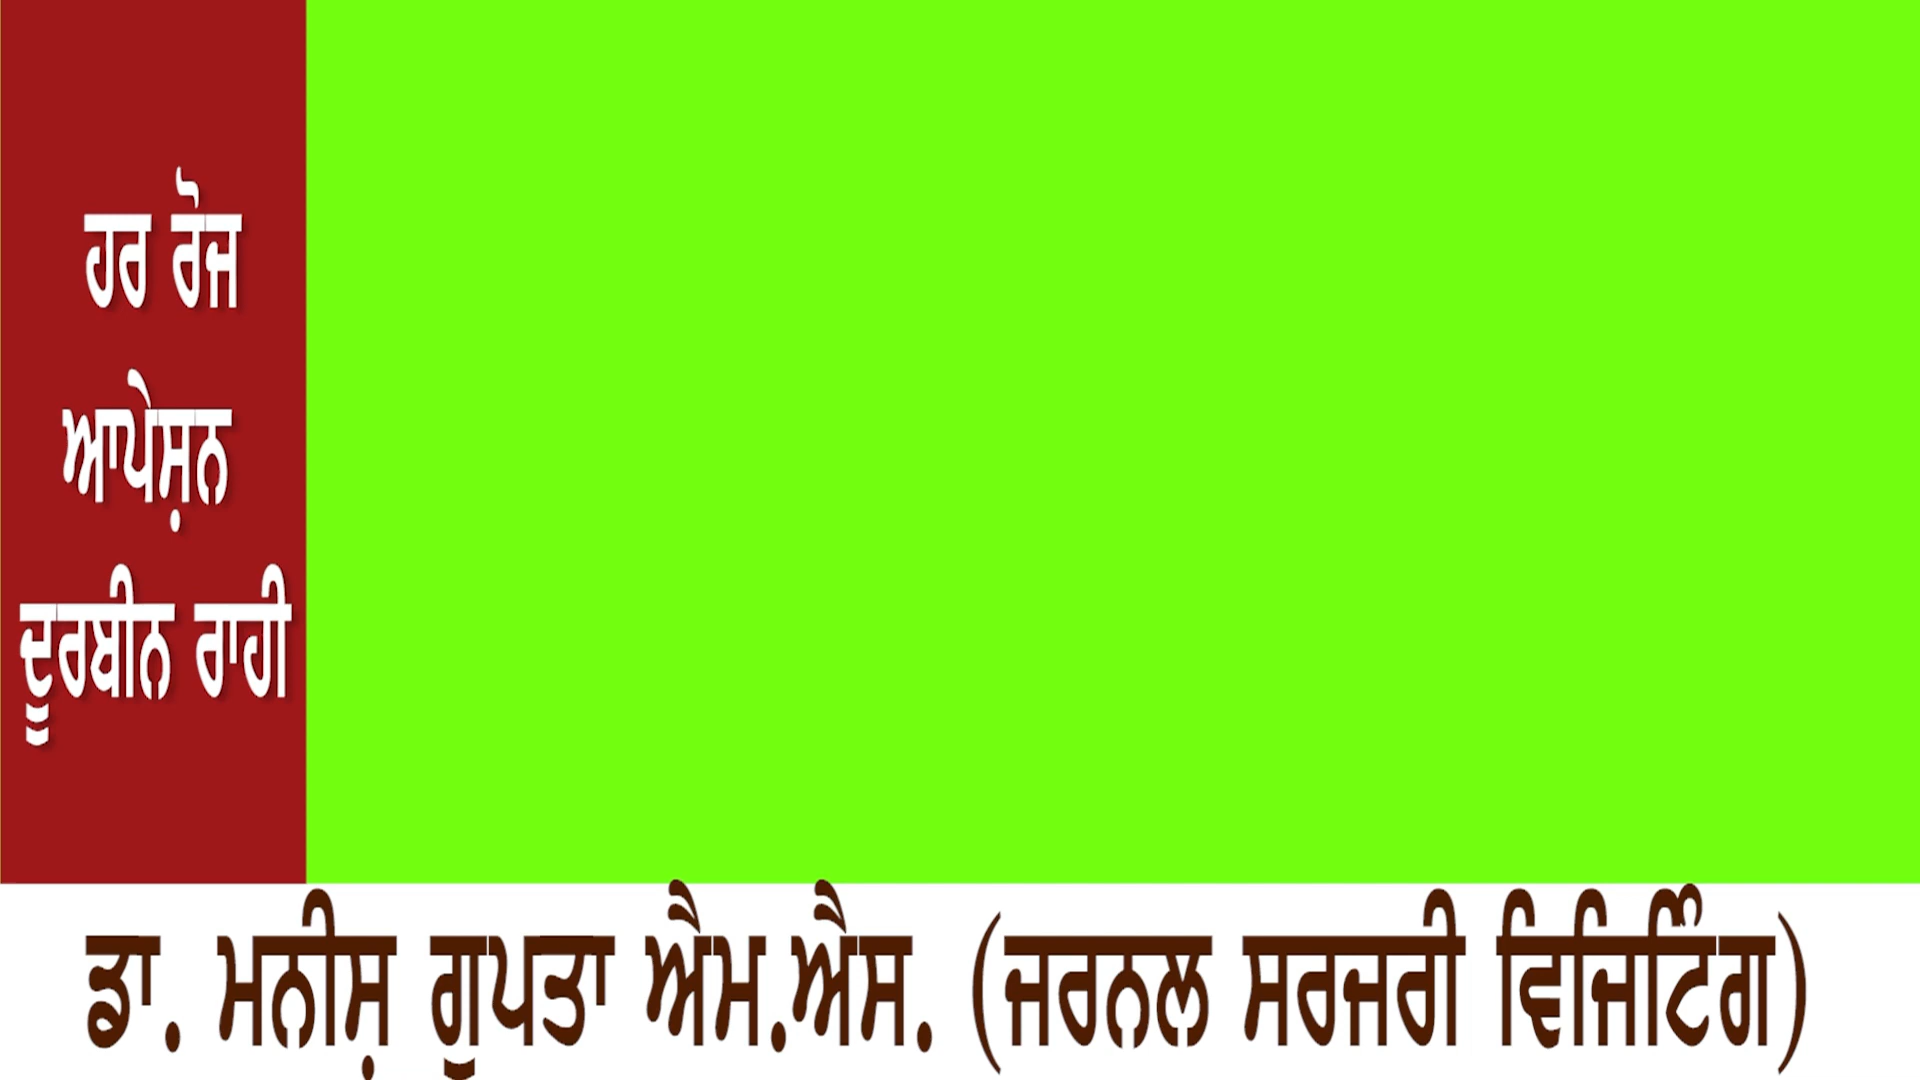 ਹਰ ਰੋਜ
ਆਪੇਸ਼ਨ
ਦੂਰਬੀਨ ਰਾਹੀ
ਡਾ. ਮਨੀਸ਼ ਗੁਪਤਾ ਐਮ.ਐਸ. (ਜਰਨਲ ਸਰਜਰੀ ਵਿਜਿਟਿੰਗ)